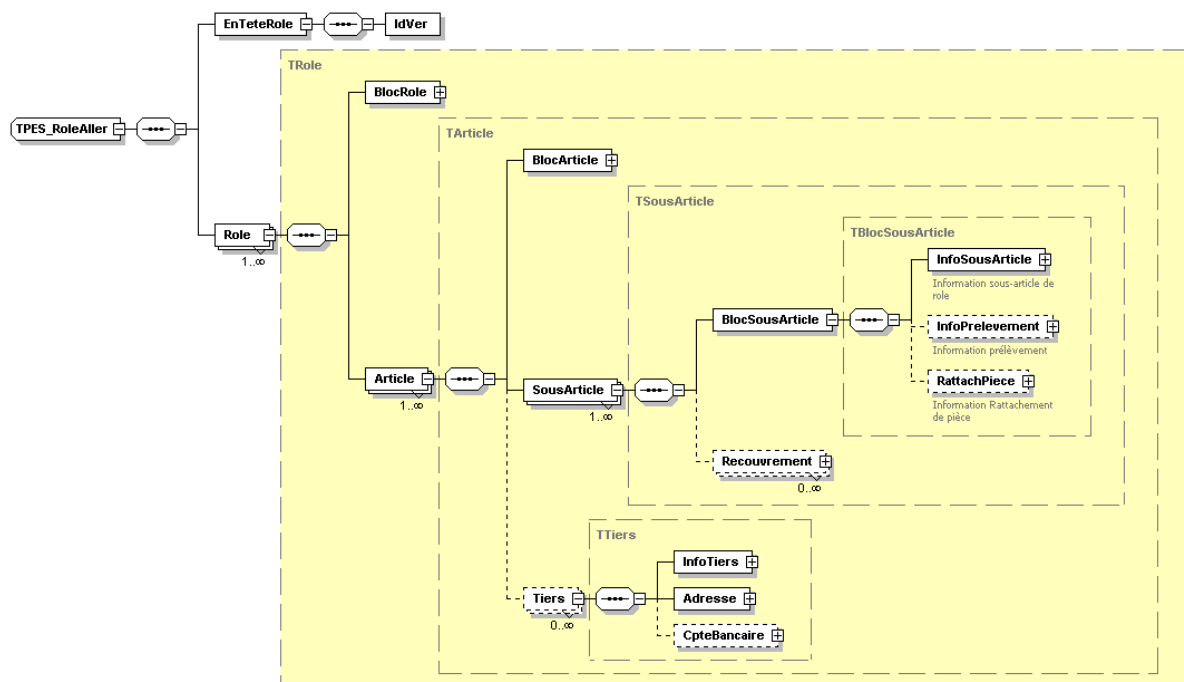 EnTeteRole
IdVer
TRole
BlocRole
TPES_RoleAller
TArticle
BlocArticle
TSousArticle
TBlocSousArticle
Role
1..∞
InfoSousArticle
Information sous-article de
role
BlocSousArticle
InfoPrelevement
Information prélèvement
Article
1..∞
SousArticle
1..∞
RattachPiece
Information Rattachement
de pièce
Recouvrement
0..∞
TTiers
InfoTiers
Tiers
0..∞
Adresse
CpteBancaire